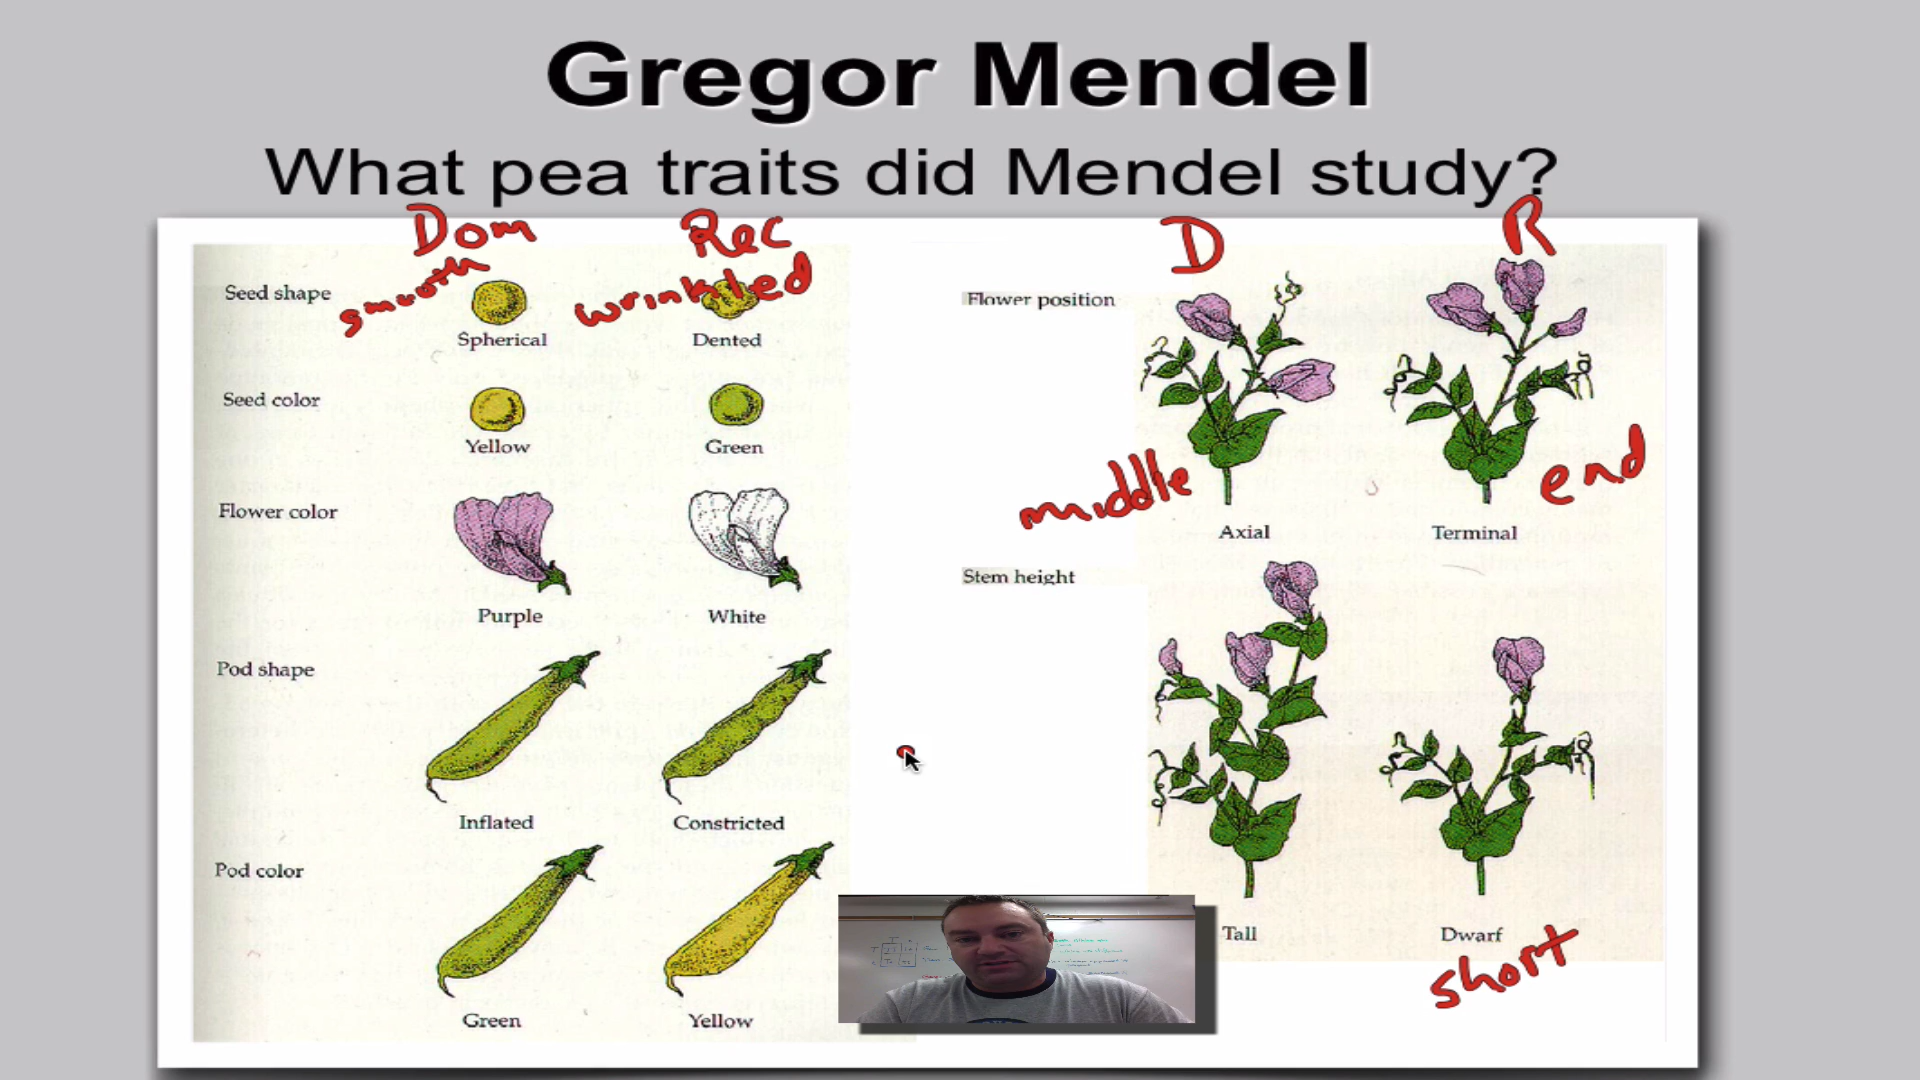 Gregor Mendel
What pea traits did Mendel study?
Dom Rec
Seed shape smooth wrinkled
Spherical Dented
Seed color
Yellow Green
Flower color
Purple White
Pod shape
Inflated Constricted
Pod color
Green Yellow
D R
Flower position
middle end
Axial Terminal
Stem height
Tall Dwarf
short